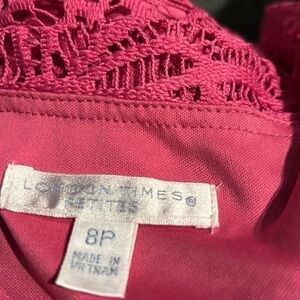 LONDON TIMES®
PETITES
8P
MADE IN
VIETNAM